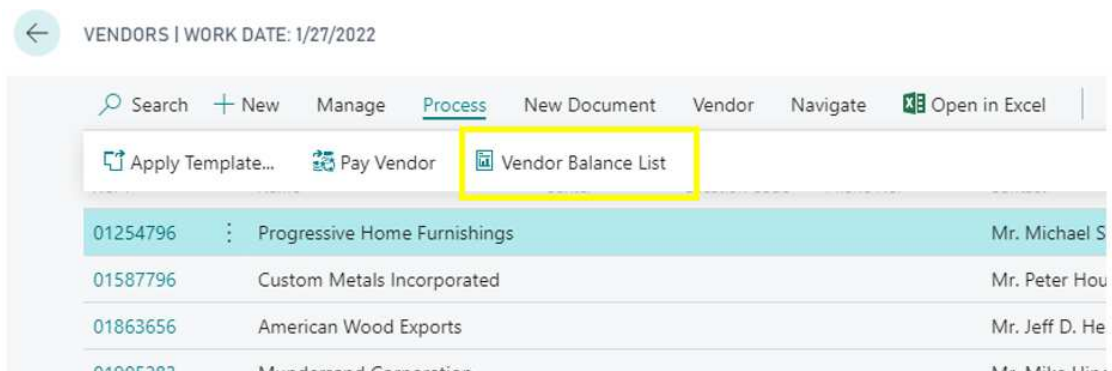 VENDORS | WORK DATE: 1/27/2022
Search New Manage Process New Document Vendor Navigate Open in Excel
Apply Template... Pay Vendor Vendor Balance List
01254796 Progressive Home Furnishings Mr. Michael S
01587796 Custom Metals Incorporated Mr. Peter Hou
01863656 American Wood Exports Mr. Jeff D. He